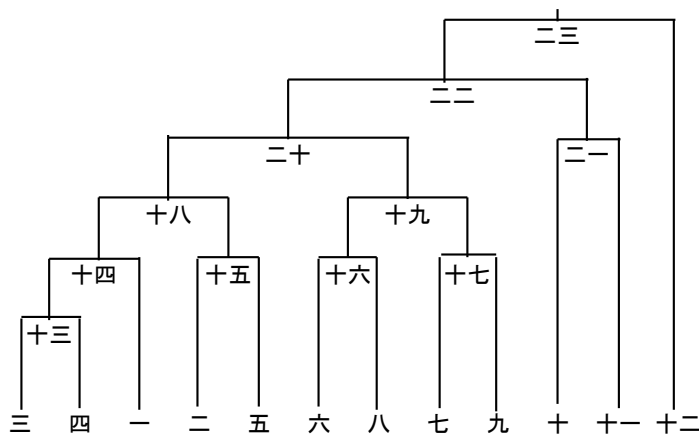 二三
二二
二十 二一
十八 十九
十四 十五 十六 十七
十三
三 四 一 二 五 六 八 七 九 十 十一 十二